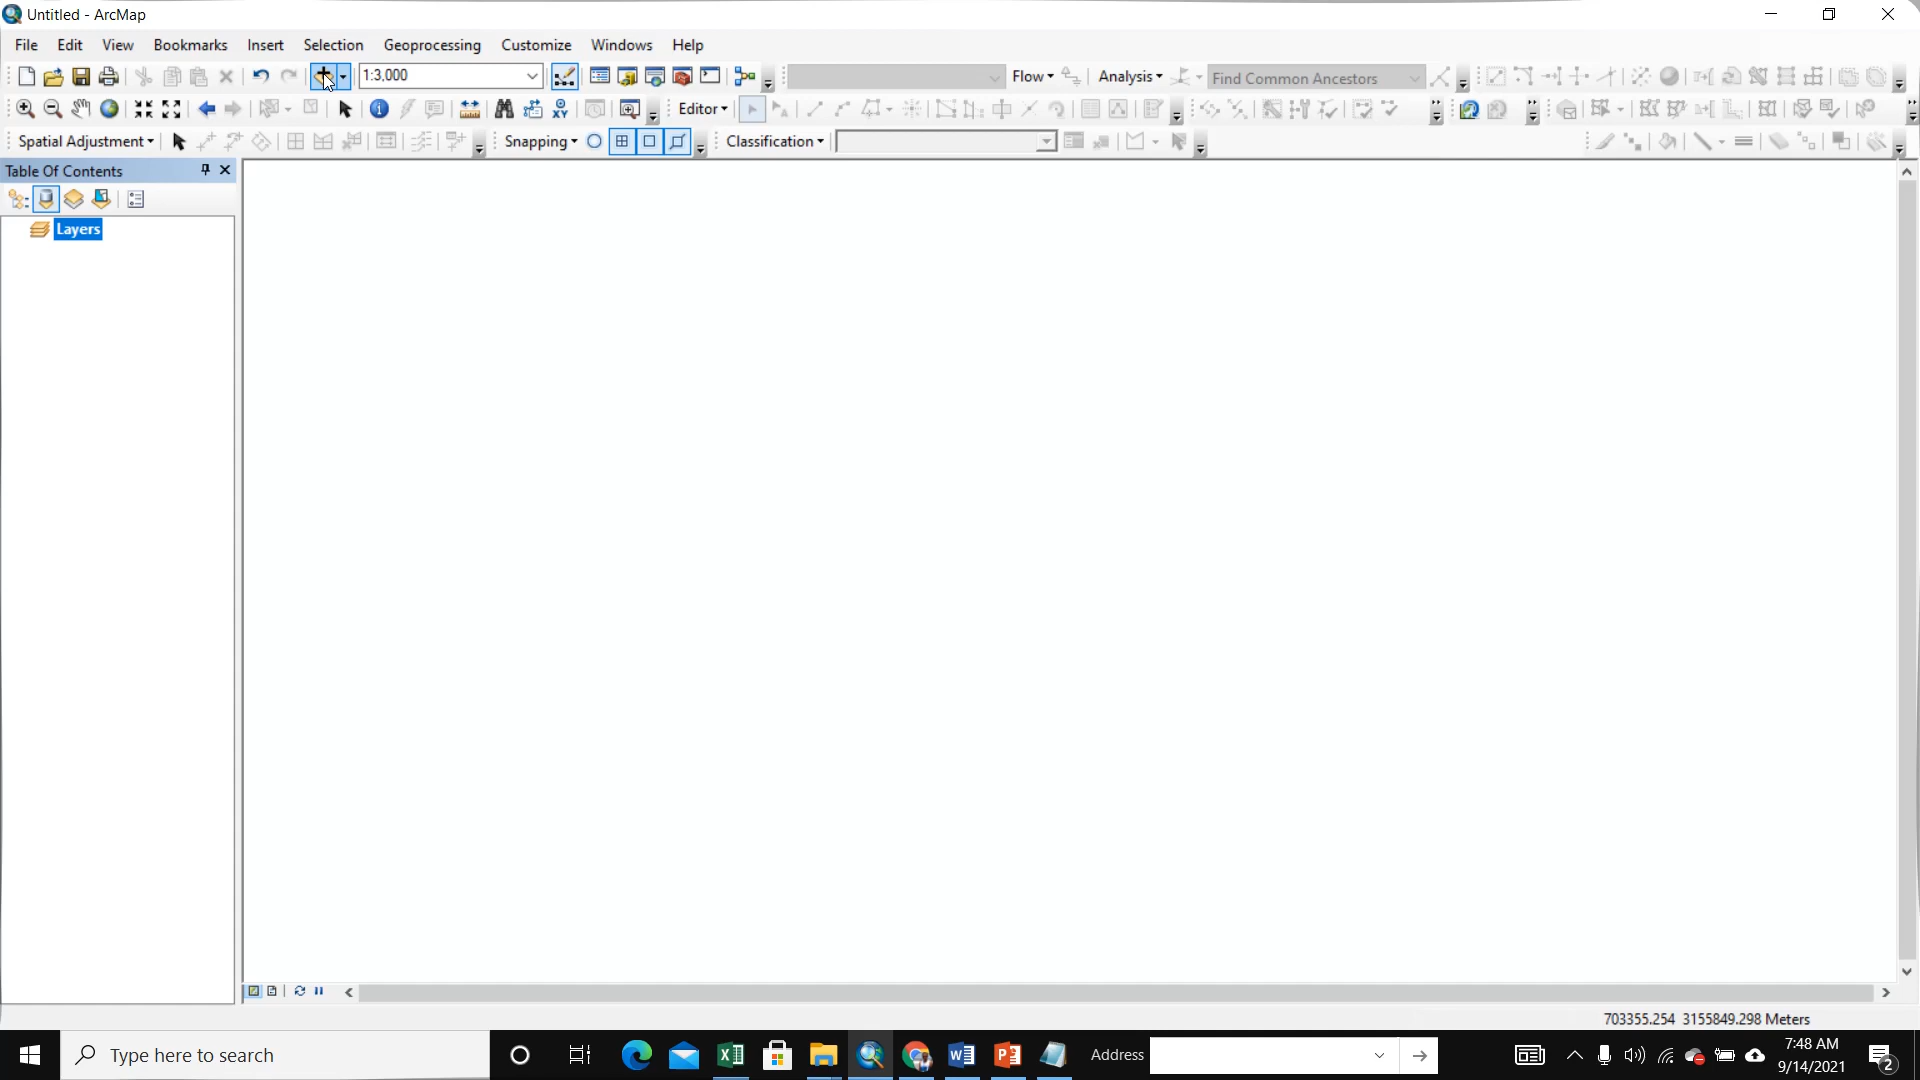 Untitled - ArcMap
File Edit View Bookmarks Insert Selection Geoprocessing Customize Windows Help
1:3,000 Flow Analysis Find Common Ancestors
Editor
Spatial Adjustment Snapping Classification
Table Of Contents
Layers
703355.254 3155849.298 Meters
Type here to search
Address
7:48 AM
9/14/2021
2